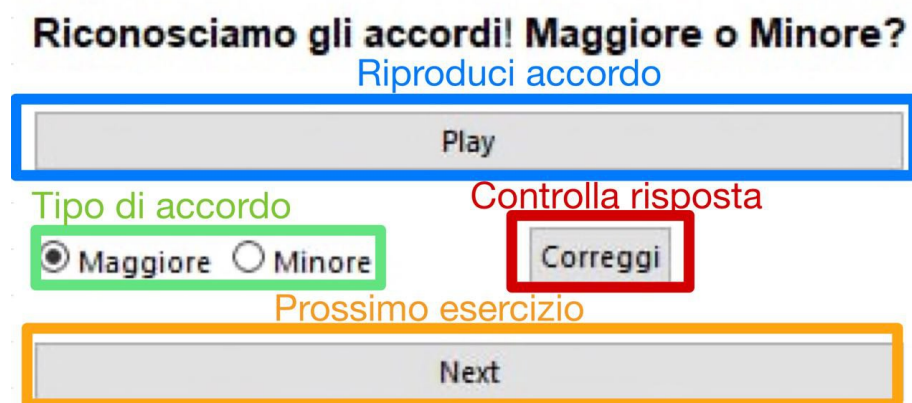 Riconosciamo gli accordi! Maggiore o Minore?
Riproduci accordo
Play
Tipo di accordo
Controlla risposta
Maggiore Minore
Correggi
Prossimo esercizio
Next